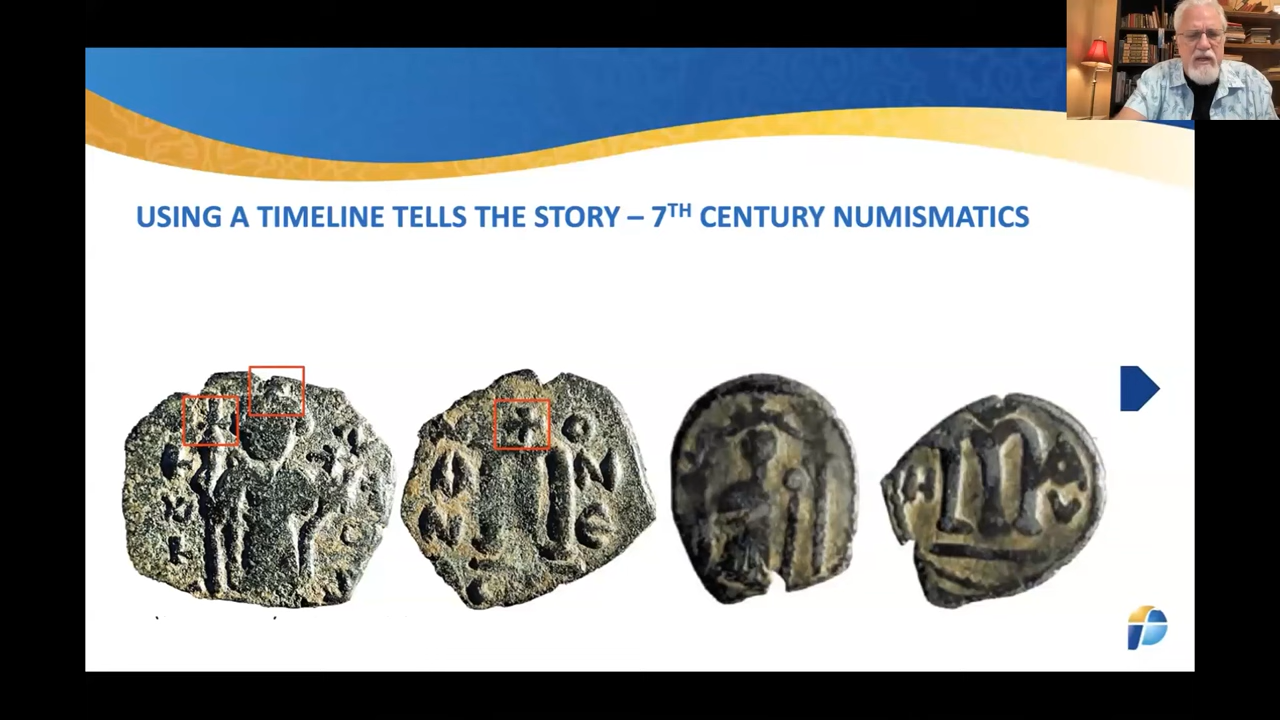 USING A TIMELINE TELLS THE STORY – 7TH CENTURY NUMISMATICS